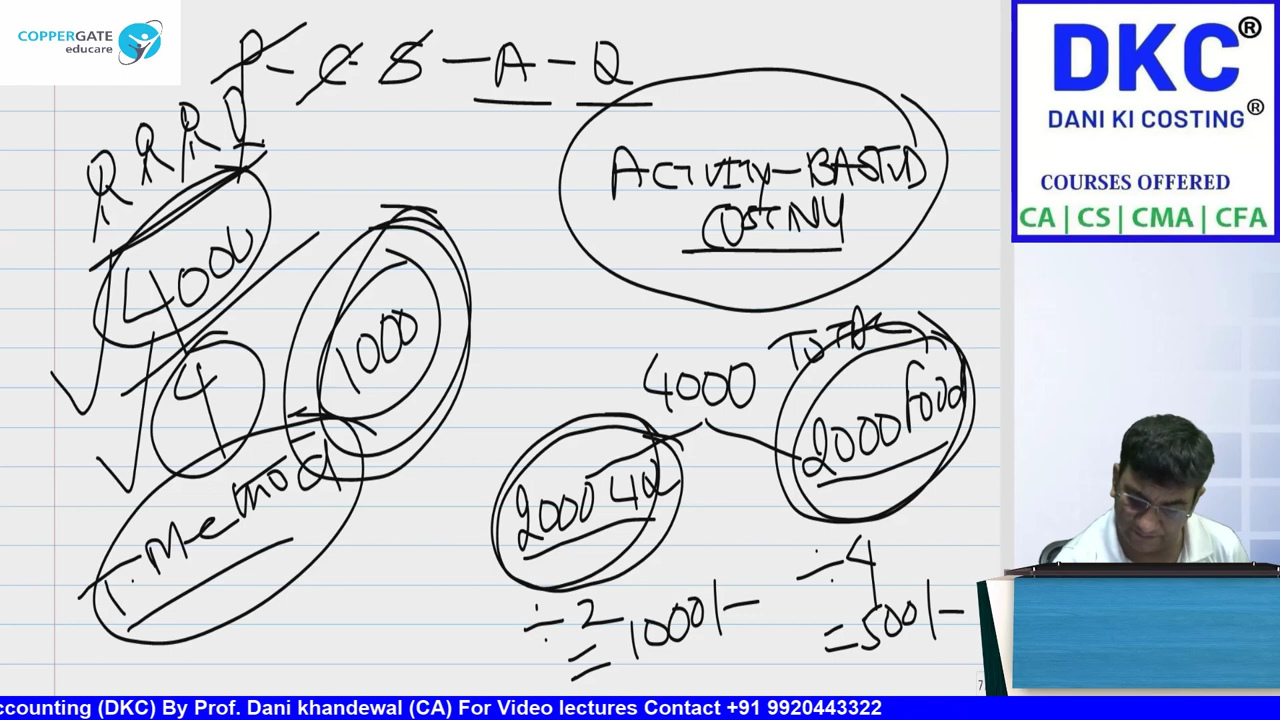 COPPERGATE
educare
P - C S - A - Q
R R R D
ACTIVITY-BASED
COSTING
4000
4
1000
T. Method
TOTAL
4000
2000
2000 food
÷ 2
= 1000/-
÷ 4
= 500/-
7
DKC®
DANI KI COSTING®
COURSES OFFERED
CA | CS | CMA | CFA
ccounting (DKC) By Prof. Dani khandewal (CA) For Video lectures Contact +91 9920443322